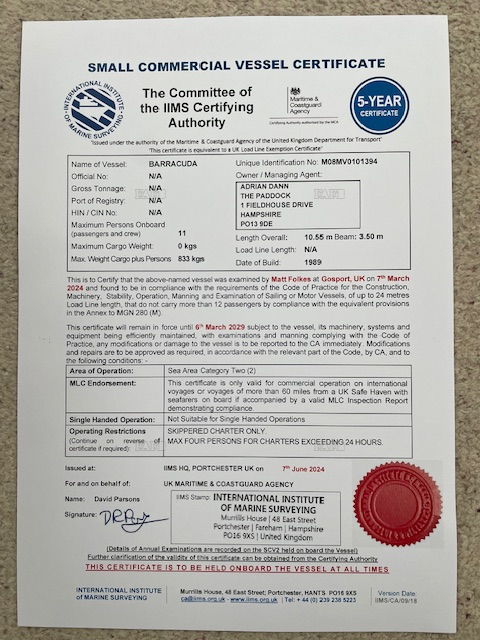 SMALL COMMERCIAL VESSEL CERTIFICATE
INTERNATIONAL INSTITUTE OF MARINE SURVEYING
The Committee of
the IIMS Certifying
Authority
Maritime &
Coastguard
Agency
Certifying Authority authorised by the MCA
5-YEAR
CERTIFICATE
'Issued under the authority of the Maritime & Coastguard Agency of the United Kingdom Department for Transport'
'This certificate is equivalent to a UK Load Line Exemption Certificate'
Name of Vessel: BARRACUDA
Official No: N/A
Gross Tonnage: N/A
Port of Registry: N/A
HIN / CIN No: N/A
Maximum Persons Onboard
(passengers and crew) 11
Maximum Cargo Weight: 0 kgs
Max. Weight Cargo plus Persons 833 kgs
Unique Identification No: M08MV0101394
Owner / Managing Agent:
ADRIAN DANN
THE PADDOCK
1 FIELDHOUSE DRIVE
HAMPSHIRE
PO13 9DE
Length Overall: 10.55 m Beam: 3.50 m
Load Line Length: N/A
Date of Build: 1989
This is to Certify that the above-named vessel was examined by Matt Folkes at Gosport, UK on 7th March
2024 and found to be in compliance with the requirements of the Code of Practice for the Construction,
Machinery, Stability, Operation, Manning and Examination of Sailing or Motor Vessels, of up to 24 metres
Load Line length, that do not carry more than 12 passengers by compliance with the equivalent provisions
in the Annex to MGN 280 (M).
This certificate will remain in force until 6th March 2029 subject to the vessel, its machinery, systems and
equipment being efficiently maintained, with examinations and manning complying with the Code of
Practice, any modifications or damage to the vessel is to be reported to the CA immediately. Modifications
and repairs are to be approved as required, in accordance with the relevant part of the Code, by CA, and to
the following conditions: -
Area of Operation: Sea Area Category Two (2)
MLC Endorsement: This certificate is only valid for commercial operation on international
voyages or voyages of more than 60 miles from a UK Safe Haven with
seafarers on board if accompanied by a valid MLC Inspection Report
demonstrating compliance.
Single Handed Operation: Not Suitable for Single Handed Operations
Operating Restrictions SKIPPERED CHARTER ONLY.
(Continue on reverse of MAX FOUR PERSONS FOR CHARTERS EXCEEDING 24 HOURS.
certificate if required):
Issued at: IIMS HQ, PORTCHESTER UK on 7th June 2024
For and on behalf of: UK MARITIME & COASTGUARD AGENCY
Name: David Parsons
Signature:
IIMS Stamp: INTERNATIONAL INSTITUTE
OF MARINE SURVEYING
Murrills House | 48 East Street
Portchester | Fareham | Hampshire
PO16 9XS | United Kingdom
(Details of Annual Examinations are recorded on the SCV2 held on board the Vessel)
Further clarification of the validity of this certificate can be obtained from the Certifying Authority
THIS CERTIFICATE IS TO BE HELD ONBOARD THE VESSEL AT ALL TIMES
INTERNATIONAL INSTITUTE
OF MARINE SURVEYING
Murrills House, 48 East Street; Portchester, HANTS PO16 9XS
ca@iims.org.uk - www.iims.org.uk | Tel: + 44 (0) 239 238 5223
Version Date:
IIMS/CA/09/18